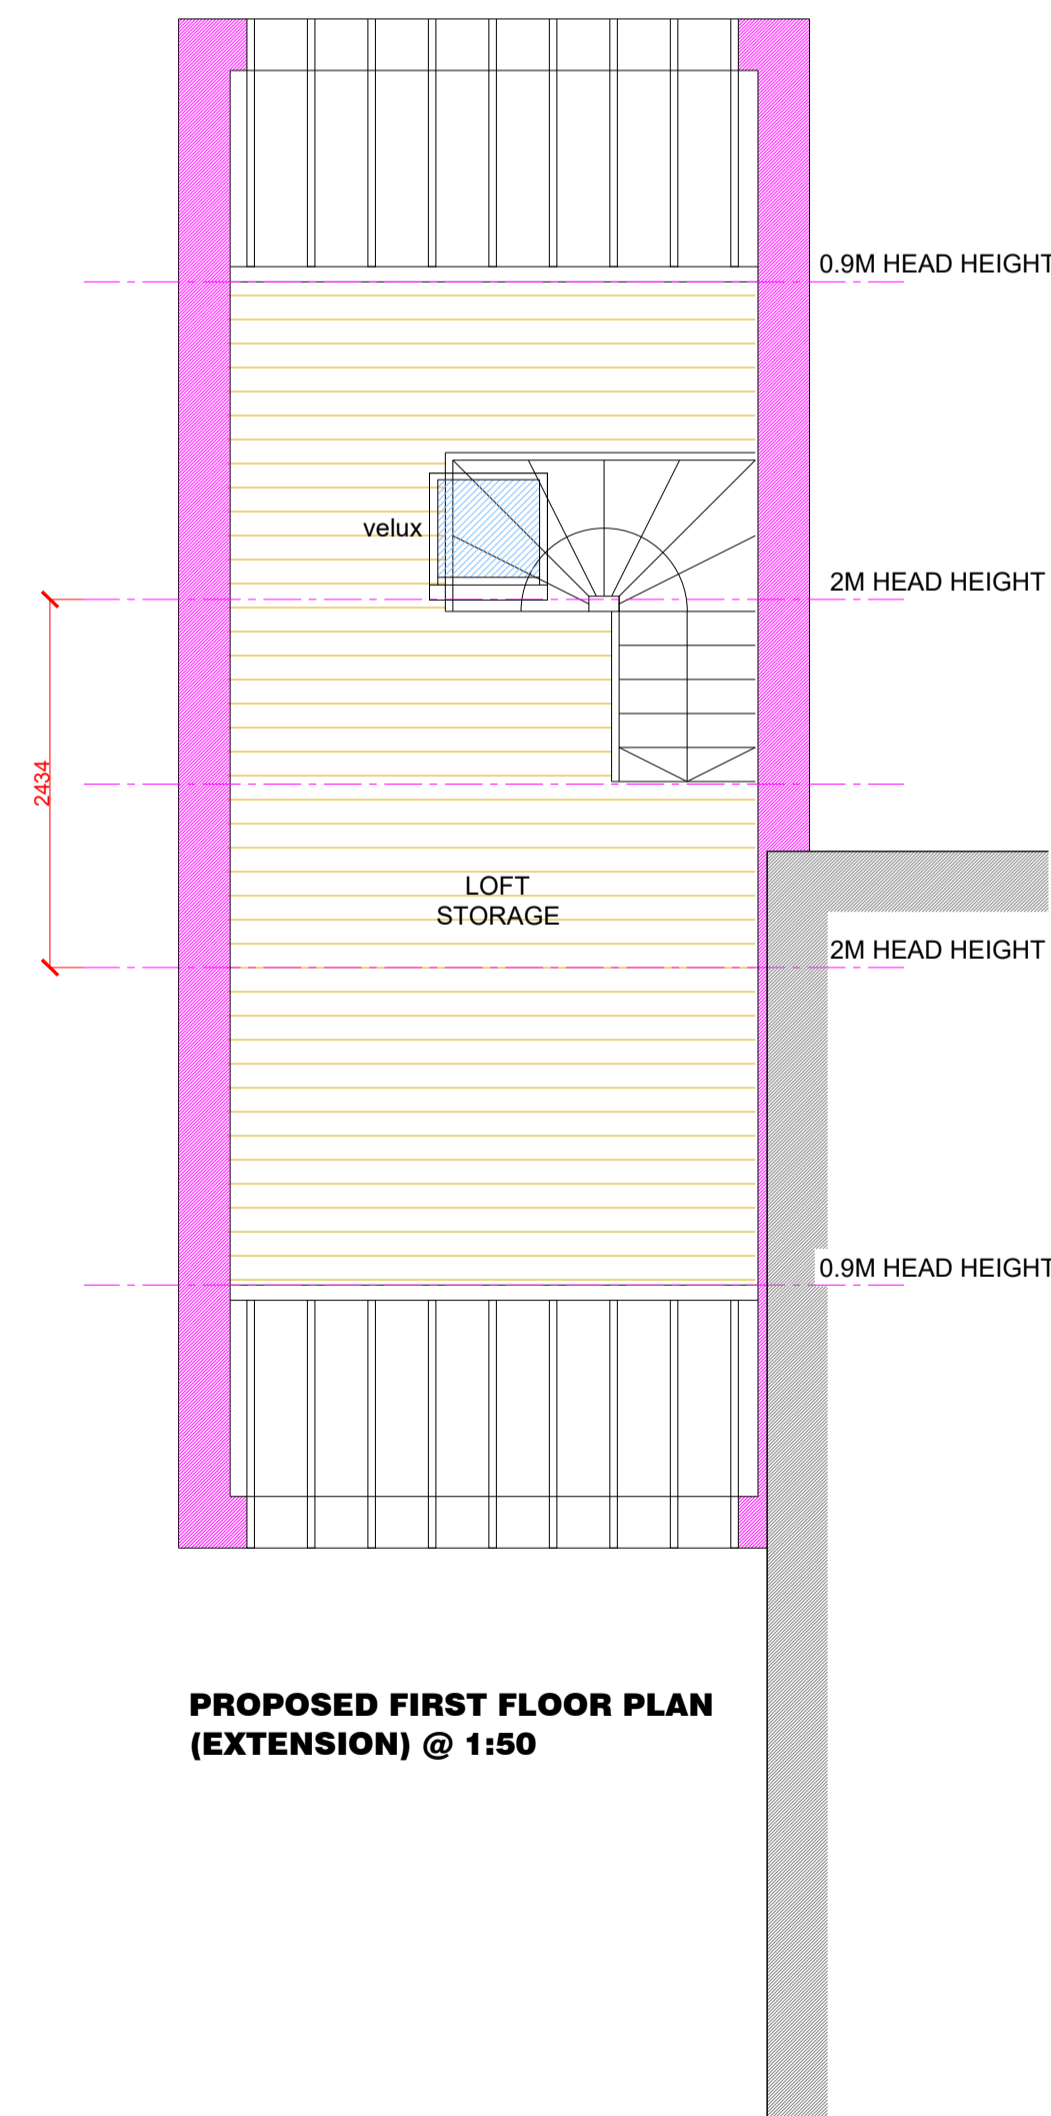 0.9M HEAD HEIGHT
velux
2M HEAD HEIGHT
2434
LOFT
STORAGE
2M HEAD HEIGHT
0.9M HEAD HEIGHT
PROPOSED FIRST FLOOR PLAN
(EXTENSION) @ 1:50